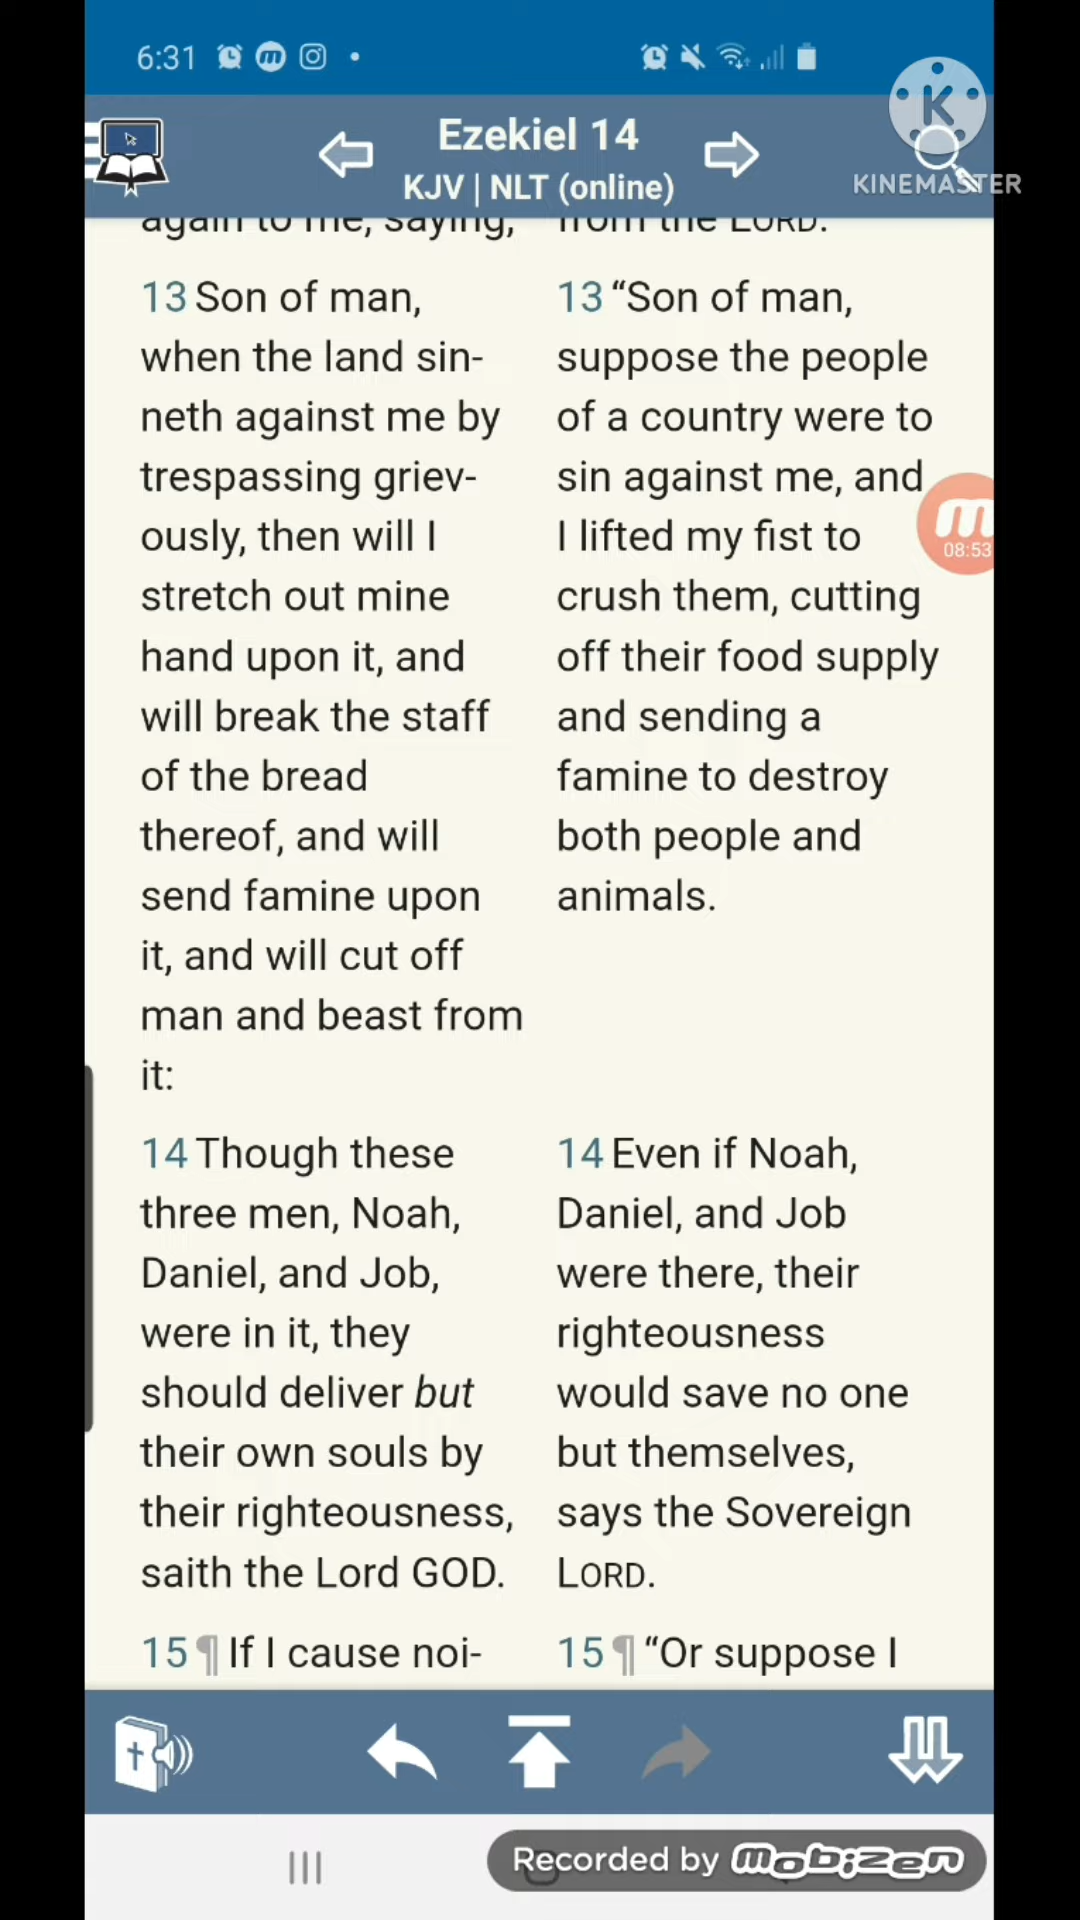 6:31
KINEMASTER
Ezekiel 14
KJV | NLT (online)
again to me, saying,
13 Son of man,
when the land sin-
neth against me by
trespassing griev-
ously, then will I
stretch out mine
hand upon it, and
will break the staff
of the bread
thereof, and will
send famine upon
it, and will cut off
man and beast from
it:
14 Though these
three men, Noah,
Daniel, and Job,
were in it, they
should deliver but
their own souls by
their righteousness,
saith the Lord GOD.
15 ¶ If I cause noi-
from the LORD.
13 “Son of man,
suppose the people
of a country were to
sin against me, and
I lifted my fist to
crush them, cutting
off their food supply
and sending a
famine to destroy
both people and
animals.
14 Even if Noah,
Daniel, and Job
were there, their
righteousness
would save no one
but themselves,
says the Sovereign
LORD.
15 ¶ “Or suppose I
08:53
Recorded by mobizen